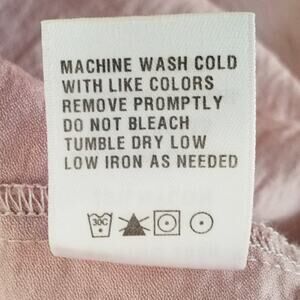 MACHINE WASH COLD
WITH LIKE COLORS
REMOVE PROMPTLY
DO NOT BLEACH
TUMBLE DRY LOW
LOW IRON AS NEEDED
30C